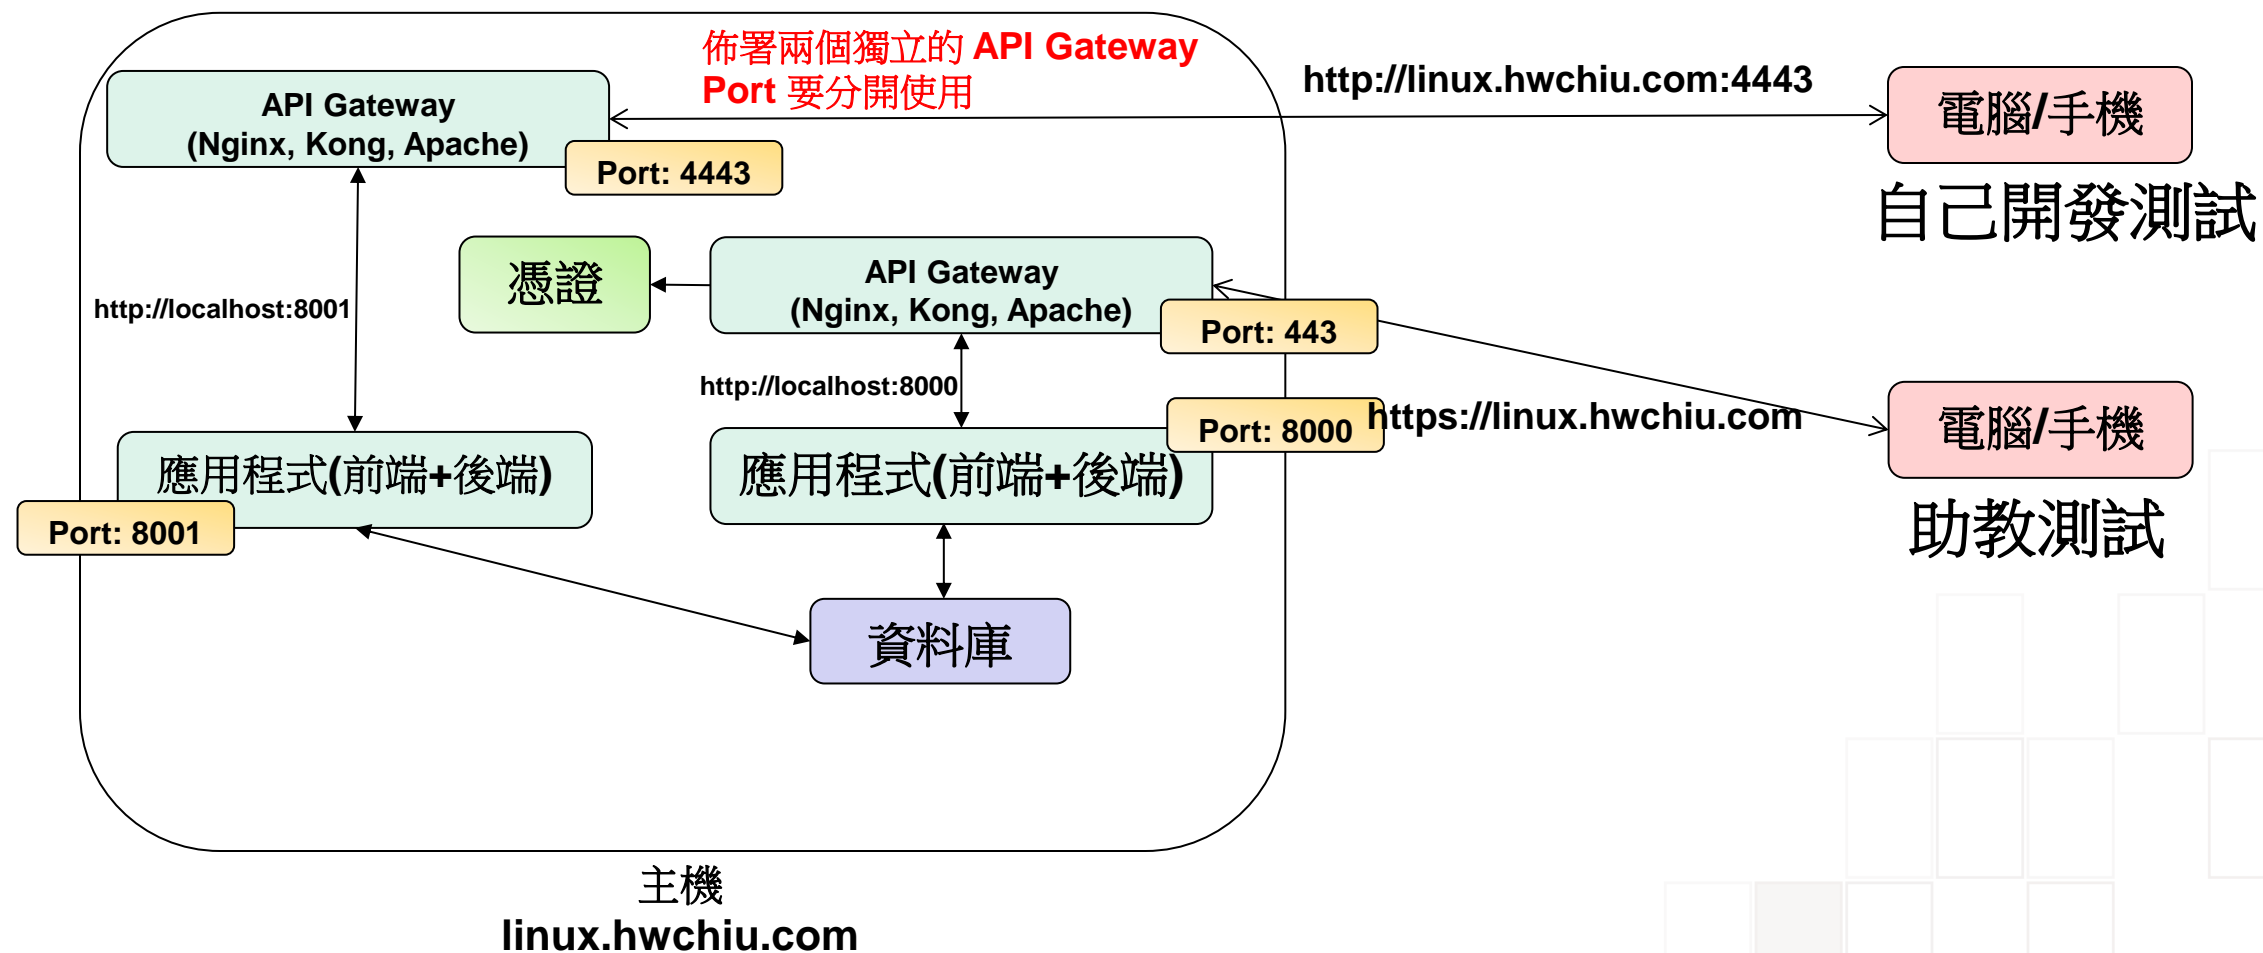 佈署兩個獨立的 API Gateway
Port 要分開使用
http://linux.hwchiu.com:4443
API Gateway
(Nginx, Kong, Apache)
Port: 4443
電腦/手機
自己開發測試
憑證
API Gateway
(Nginx, Kong, Apache)
Port: 443
http://localhost:8001
http://localhost:8000
Port: 8000
https://linux.hwchiu.com
電腦/手機
助教測試
應用程式(前端+後端)
Port: 8001
應用程式(前端+後端)
資料庫
主機
linux.hwchiu.com